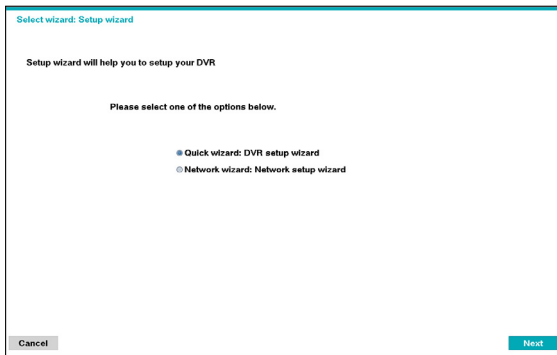 Select wizard: Setup wizard
Setup wizard will help you to setup your DVR
Please select one of the options below.
Quick wizard: DVR setup wizard
Network wizard: Network setup wizard
Cancel
Next